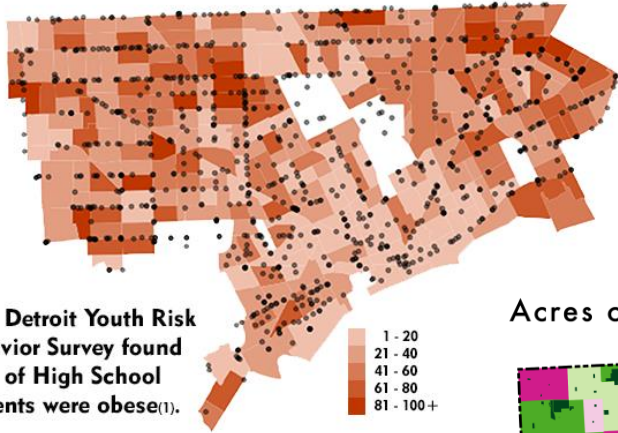 Detroit Youth Risk
vior Survey found
of High School
ents were obese(1).
1 - 20
21 - 40
41 - 60
61 - 80
81 - 100+
Acres